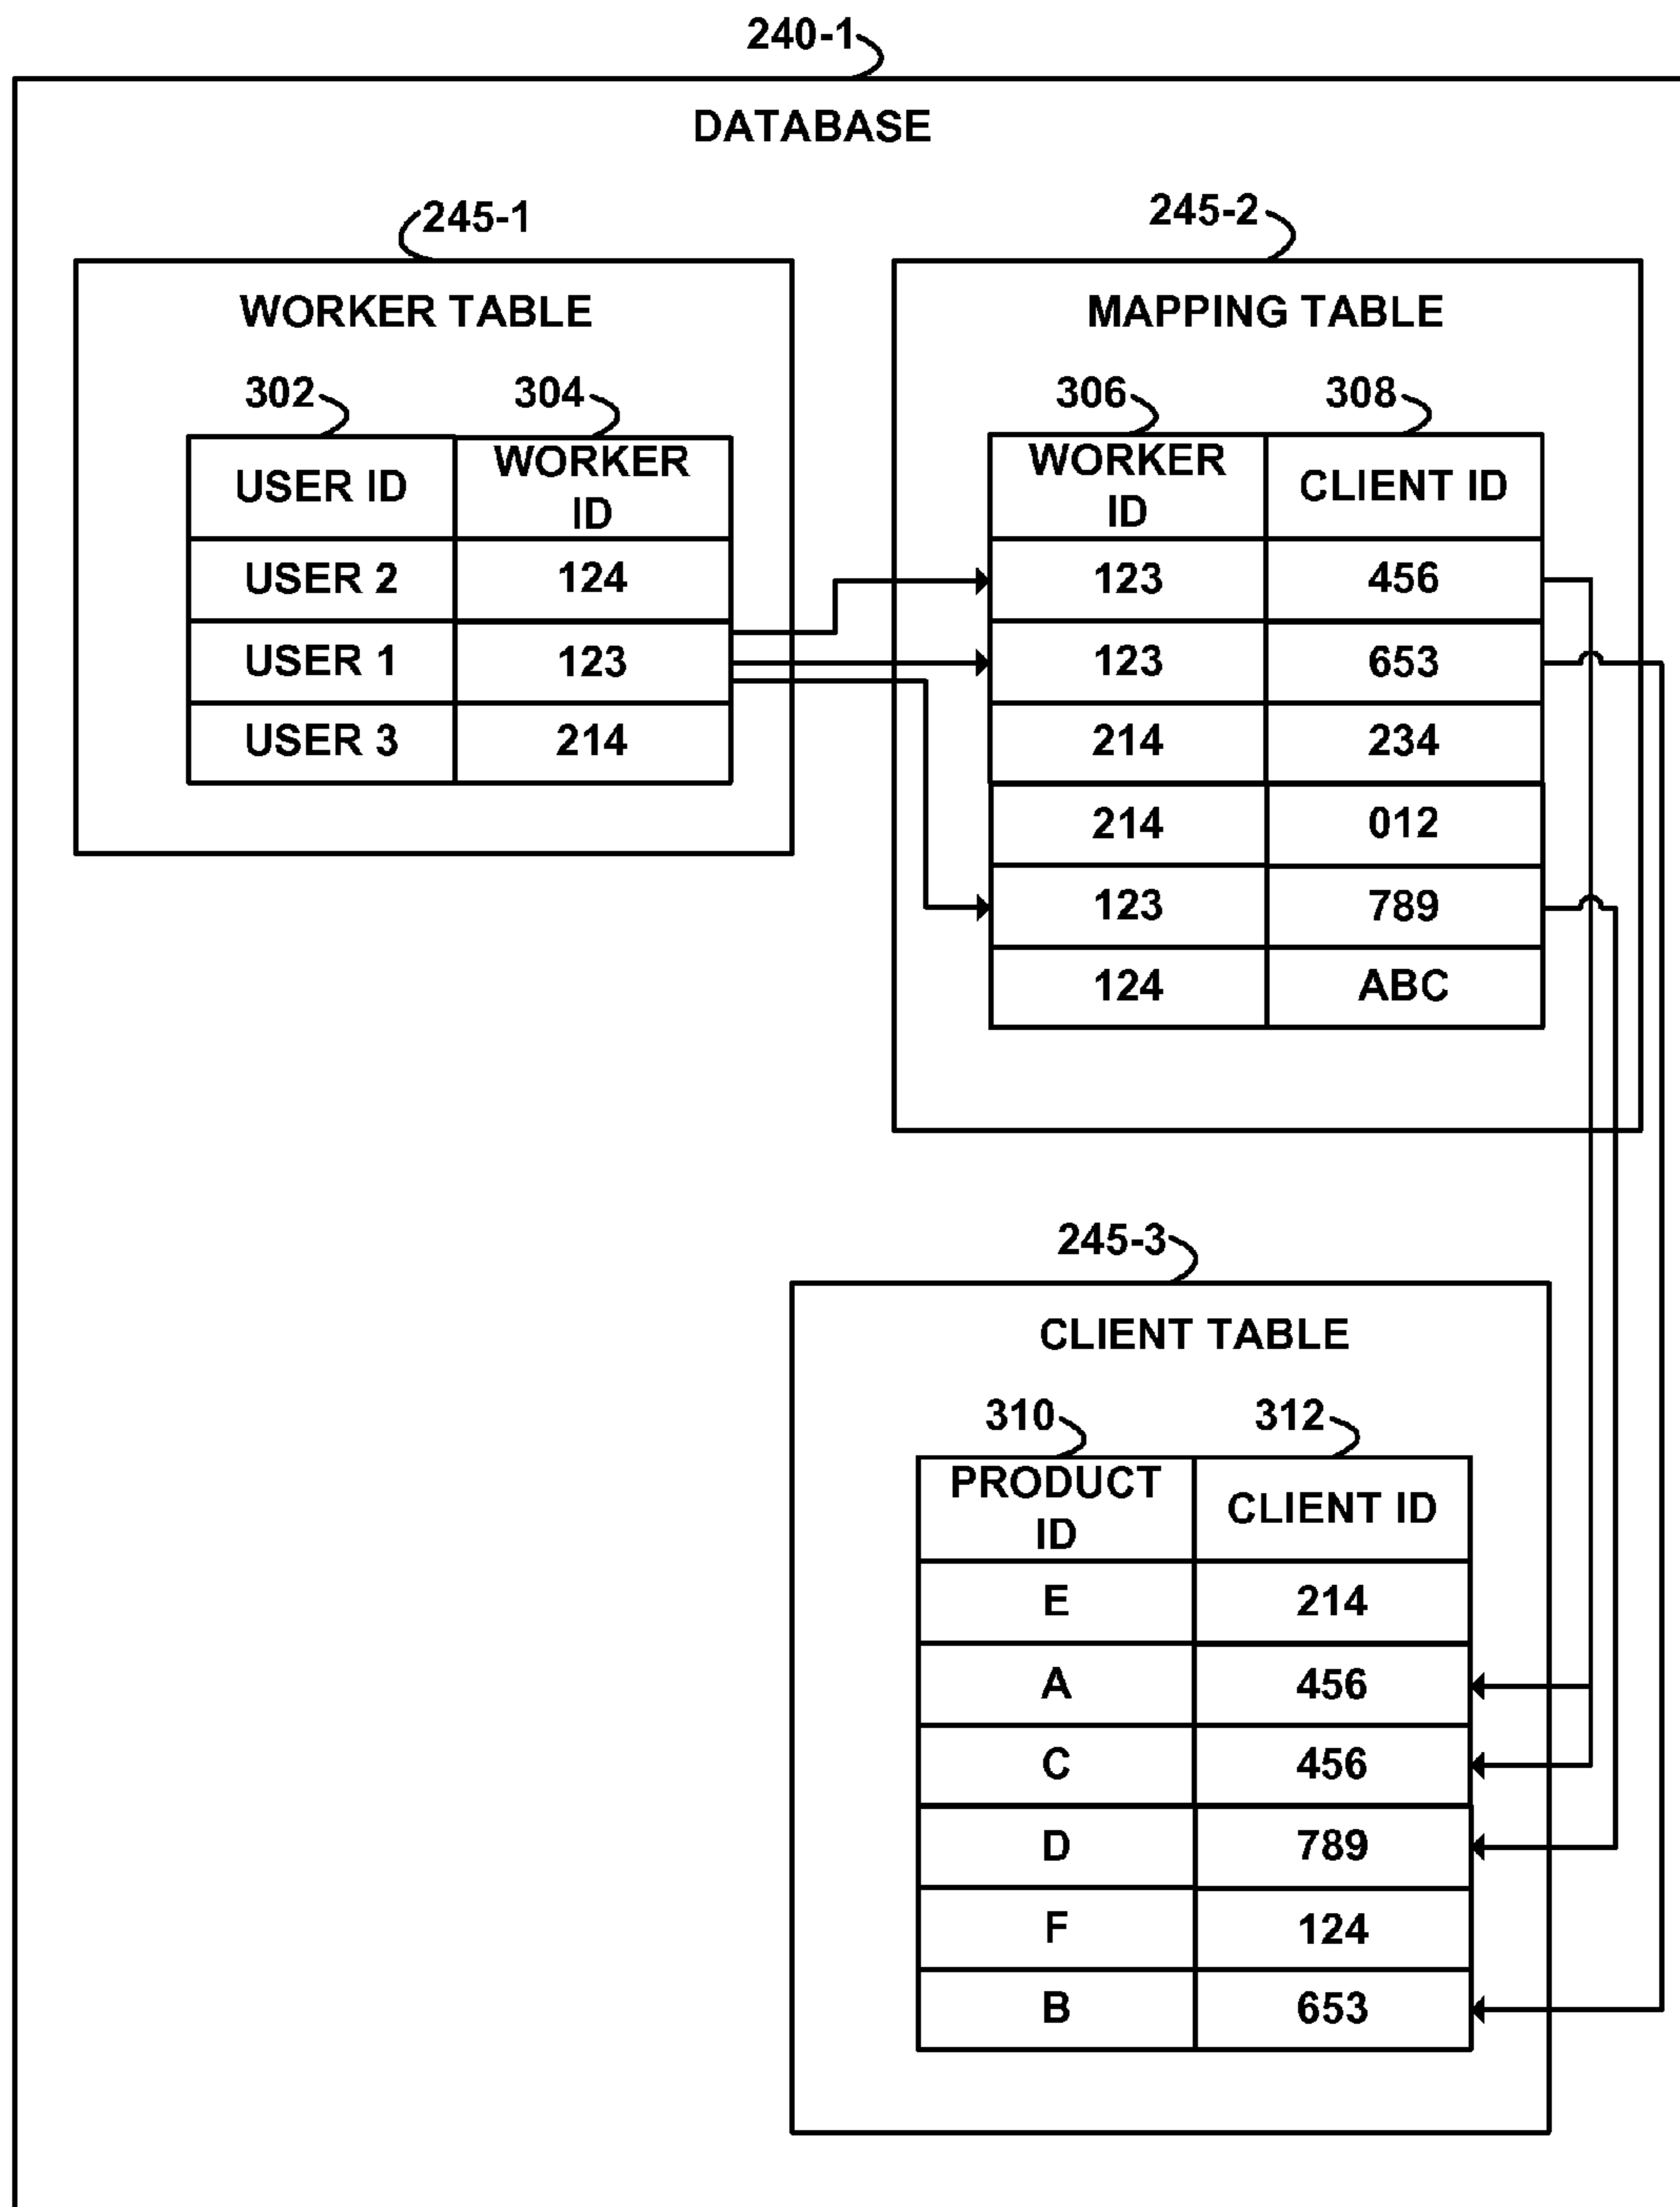 240-1
DATABASE
245-1
WORKER TABLE
302
304
USER ID
WORKER
ID
USER 2
124
USER 1
123
USER 3
214
245-2
MAPPING TABLE
306
308
WORKER
ID
CLIENT ID
123
456
123
653
214
234
214
012
123
789
124
ABC
245-3
CLIENT TABLE
310
312
PRODUCT
ID
CLIENT ID
E
214
A
456
C
456
D
789
F
124
B
653